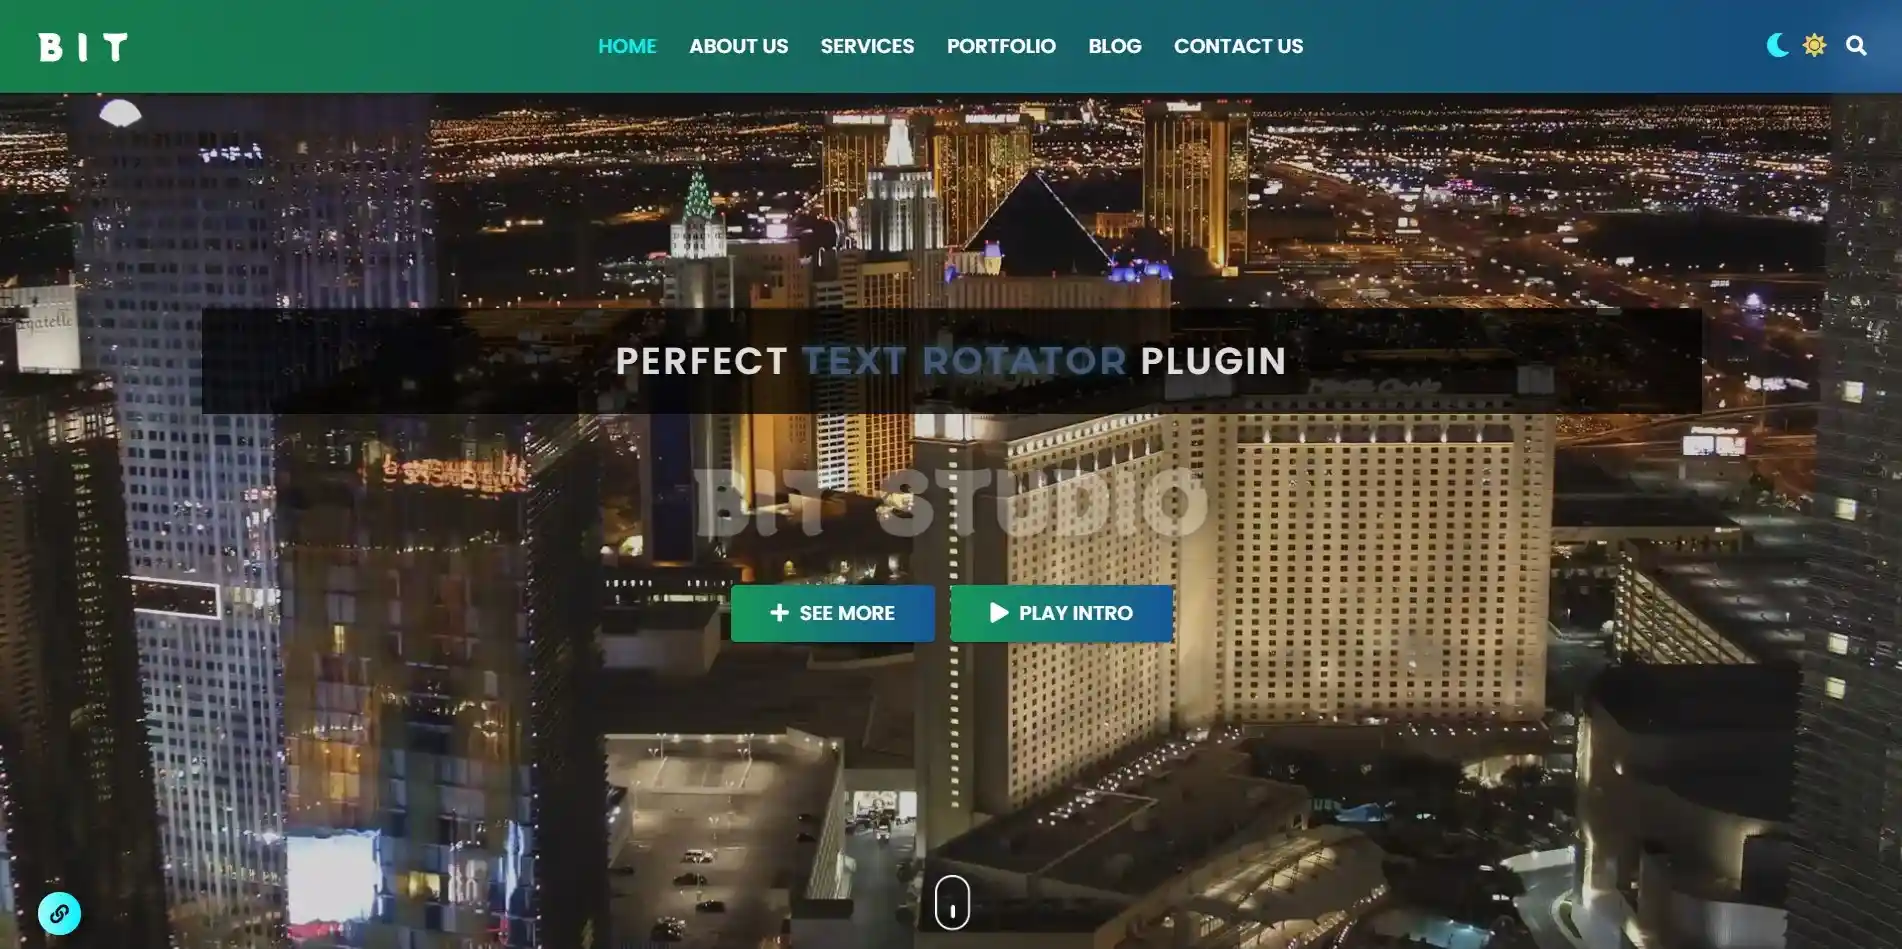 BIT
HOME ABOUT US SERVICES PORTFOLIO BLOG CONTACT US
PERFECT TEXT ROTATOR PLUGIN
BIT STUDIO
SEE MORE PLAY INTRO